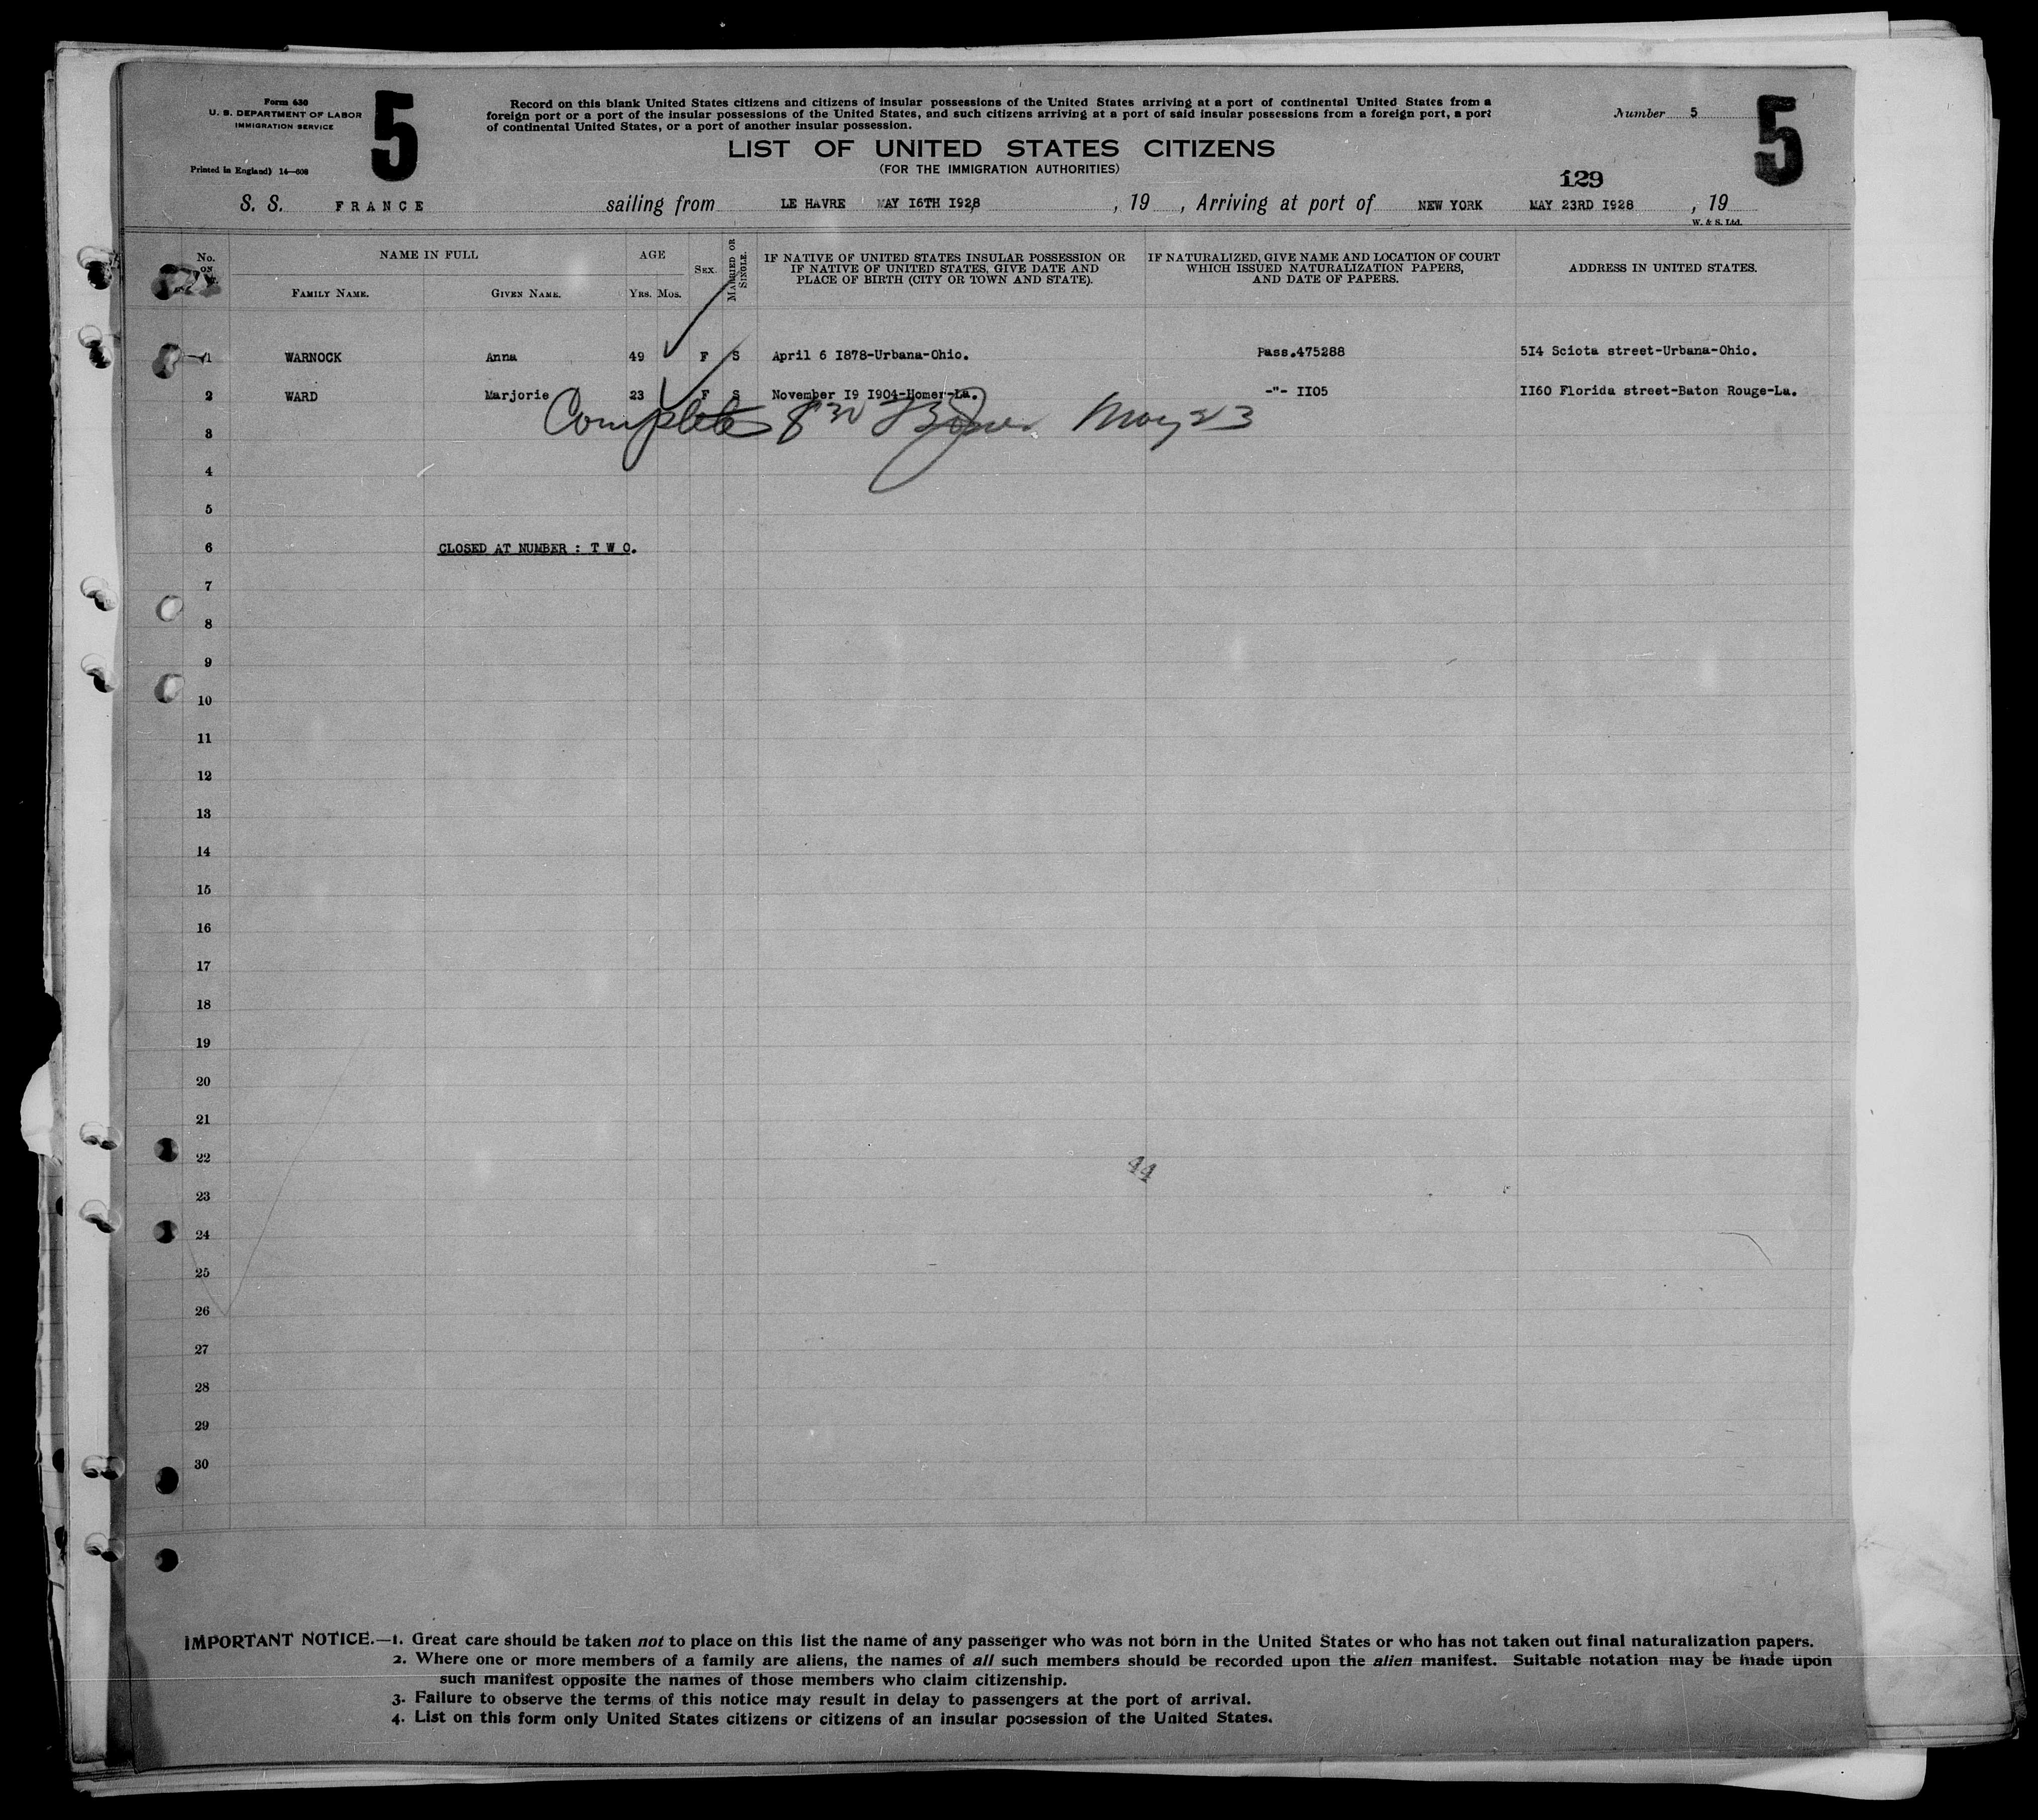 Form 630
U. S. DEPARTMENT OF LABOR
IMMIGRATION SERVICE
Printed in England) 14—608
5
Record on this blank United States citizens and citizens of insular possessions of the United States arriving at a port of continental United States from a
foreign port or a port of the insular possessions of the United States, and such citizens arriving at a port of said insular possessions from a foreign port, a port
of continental United States, or a port of another insular possession.
Number 5
5
LIST OF UNITED STATES CITIZENS
(FOR THE IMMIGRATION AUTHORITIES)
129
S. S. FRANCE sailing from LE HAVRE MAY I6TH I928, 19 , Arriving at port of NEW YORK MAY 23RD I928 , 19
W. & S. Ltd.
No. on
NAME IN FULL
FAMILY NAME. GIVEN NAME.
AGE
YRS. MOS.
SEX.
MARRIED OR SINGLE.
IF NATIVE OF UNITED STATES INSULAR POSSESSION OR
IF NATIVE OF UNITED STATES, GIVE DATE AND
PLACE OF BIRTH (CITY OR TOWN AND STATE).
IF NATURALIZED, GIVE NAME AND LOCATION OF COURT
WHICH ISSUED NATURALIZATION PAPERS,
AND DATE OF PAPERS.
ADDRESS IN UNITED STATES.
1 WARNOCK Anna 49 F S April 6 I878-Urbana-Ohio. Pass.475288 5I4 Sciota street-Urbana-Ohio.
2 WARD Marjorie 23 F S November I9 I904-Homer-La. -"- II05 II60 Florida street-Baton Rouge-La.
Complete May 23
3
4
5
6 CLOSED AT NUMBER : T W O.
7
8
9
10
11
12
13
14
15
16
17
18
19
20
21
22
44
23
24
25
26
27
28
29
30
IMPORTANT NOTICE.—1. Great care should be taken not to place on this list the name of any passenger who was not born in the United States or who has not taken out final naturalization papers.
2. Where one or more members of a family are aliens, the names of all such members should be recorded upon the alien manifest. Suitable notation may be made upon
such manifest opposite the names of those members who claim citizenship.
3. Failure to observe the terms of this notice may result in delay to passengers at the port of arrival.
4. List on this form only United States citizens or citizens of an insular possession of the United States.